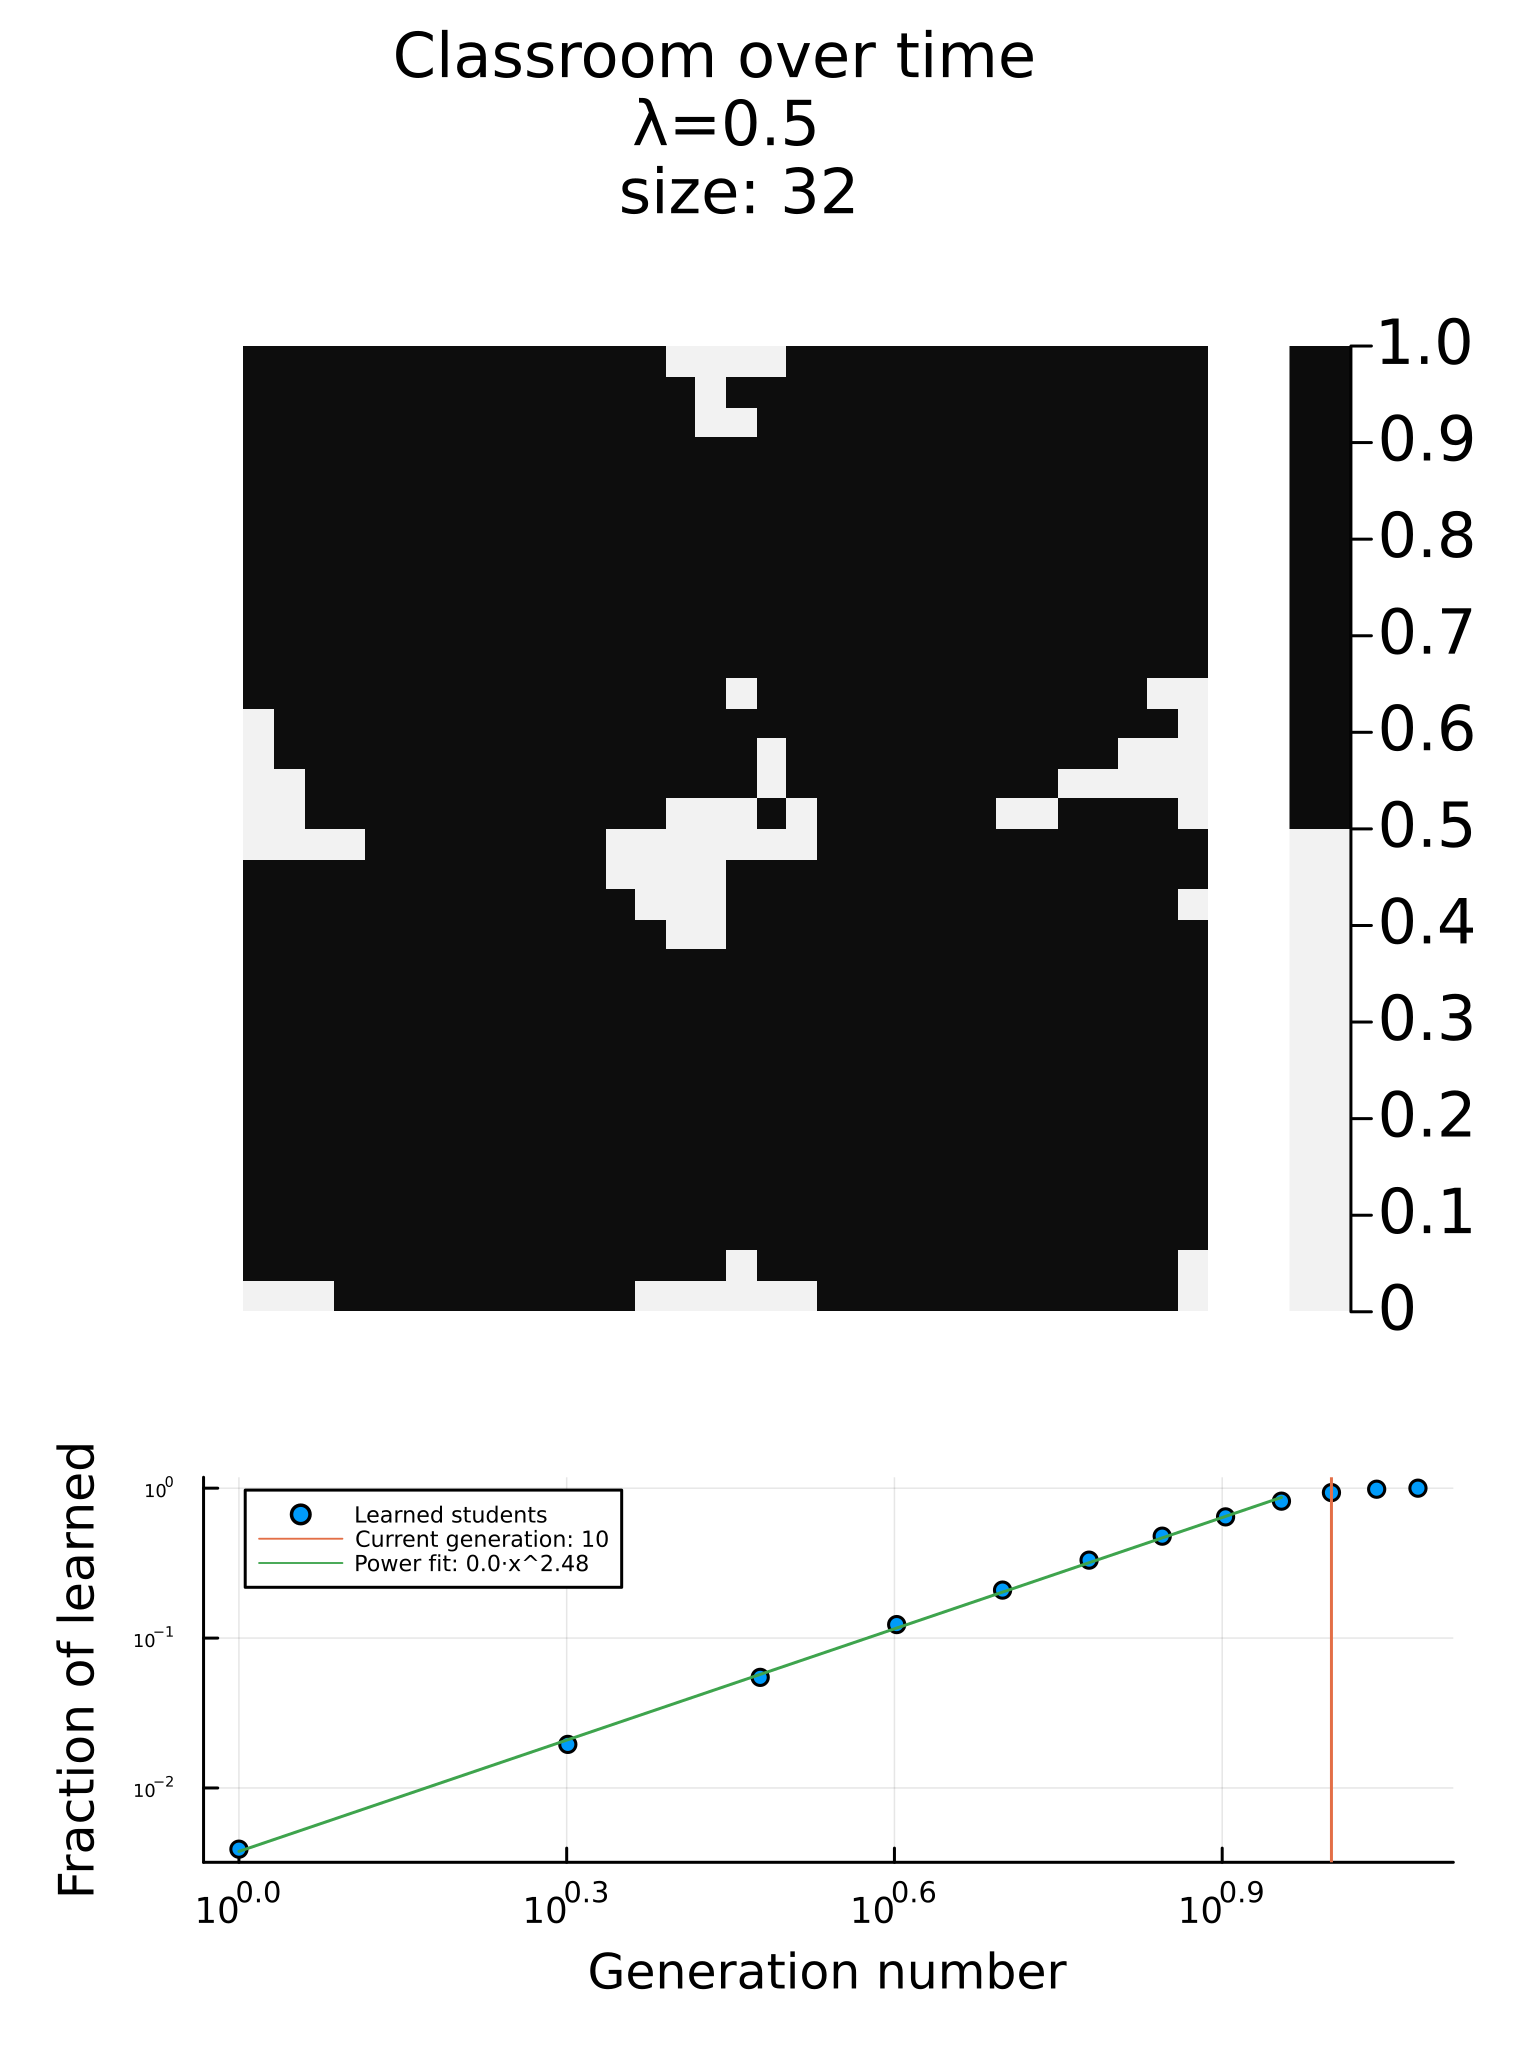 Classroom over time
λ=0.5
size: 32
1.0
0.9
0.8
0.7
0.6
0.5
0.4
0.3
0.2
0.1
0
Fraction of learned
10^0
10^-1
10^-2
Learned students
Current generation: 10
Power fit: 0.0·x^2.48
10^0.0 10^0.3 10^0.6 10^0.9
Generation number